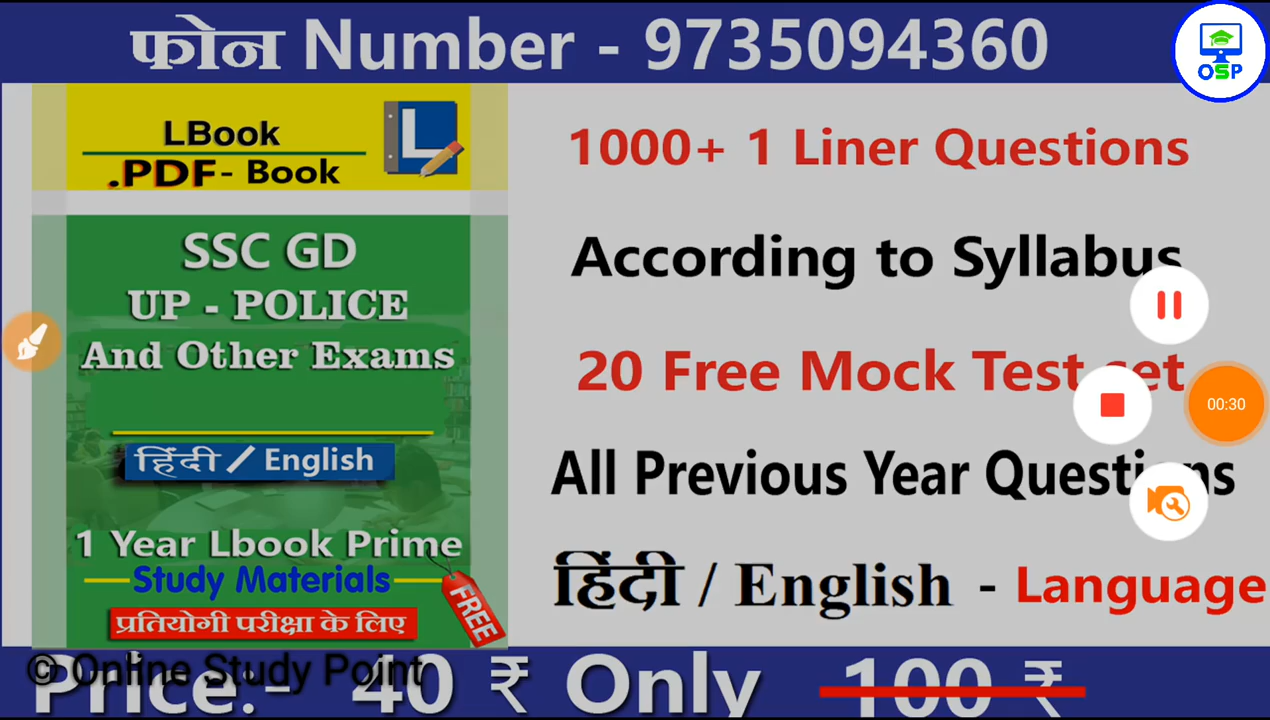 फोन Number - 9735094360
OSP
LBook
.PDF- Book
L
SSC GD
UP - POLICE
And Other Exams
हिंदी / English
1 Year Lbook Prime
Study Materials
प्रतियोगी परीक्षा के लिए
FREE
1000+ 1 Liner Questions
According to Syllabus
20 Free Mock Test set
All Previous Year Questions
हिंदी / English - Language
00:30
© Online Study Point
Price:- 40 ₹ Only 100 ₹